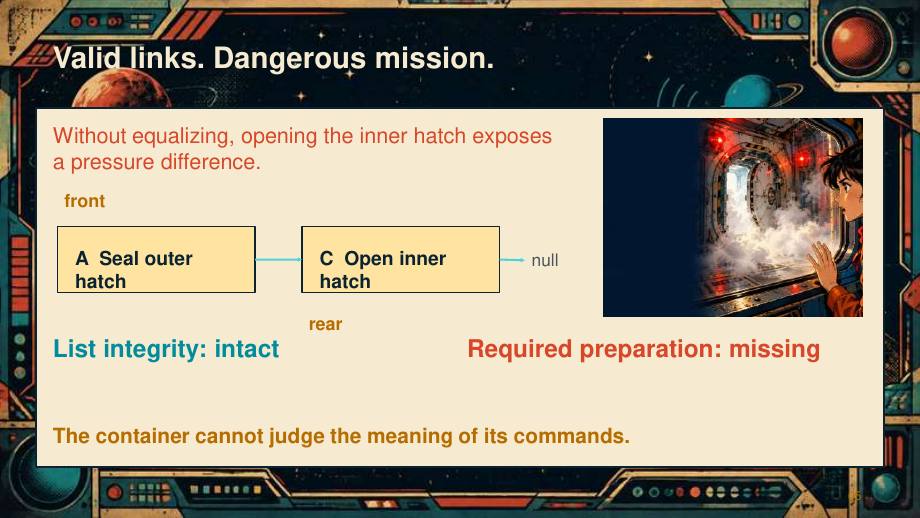 Valid links. Dangerous mission.
Without equalizing, opening the inner hatch exposes
a pressure difference.
front
A  Seal outer
hatch
C  Open inner
hatch
null
rear
List integrity: intact
Required preparation: missing
The container cannot judge the meaning of its commands.